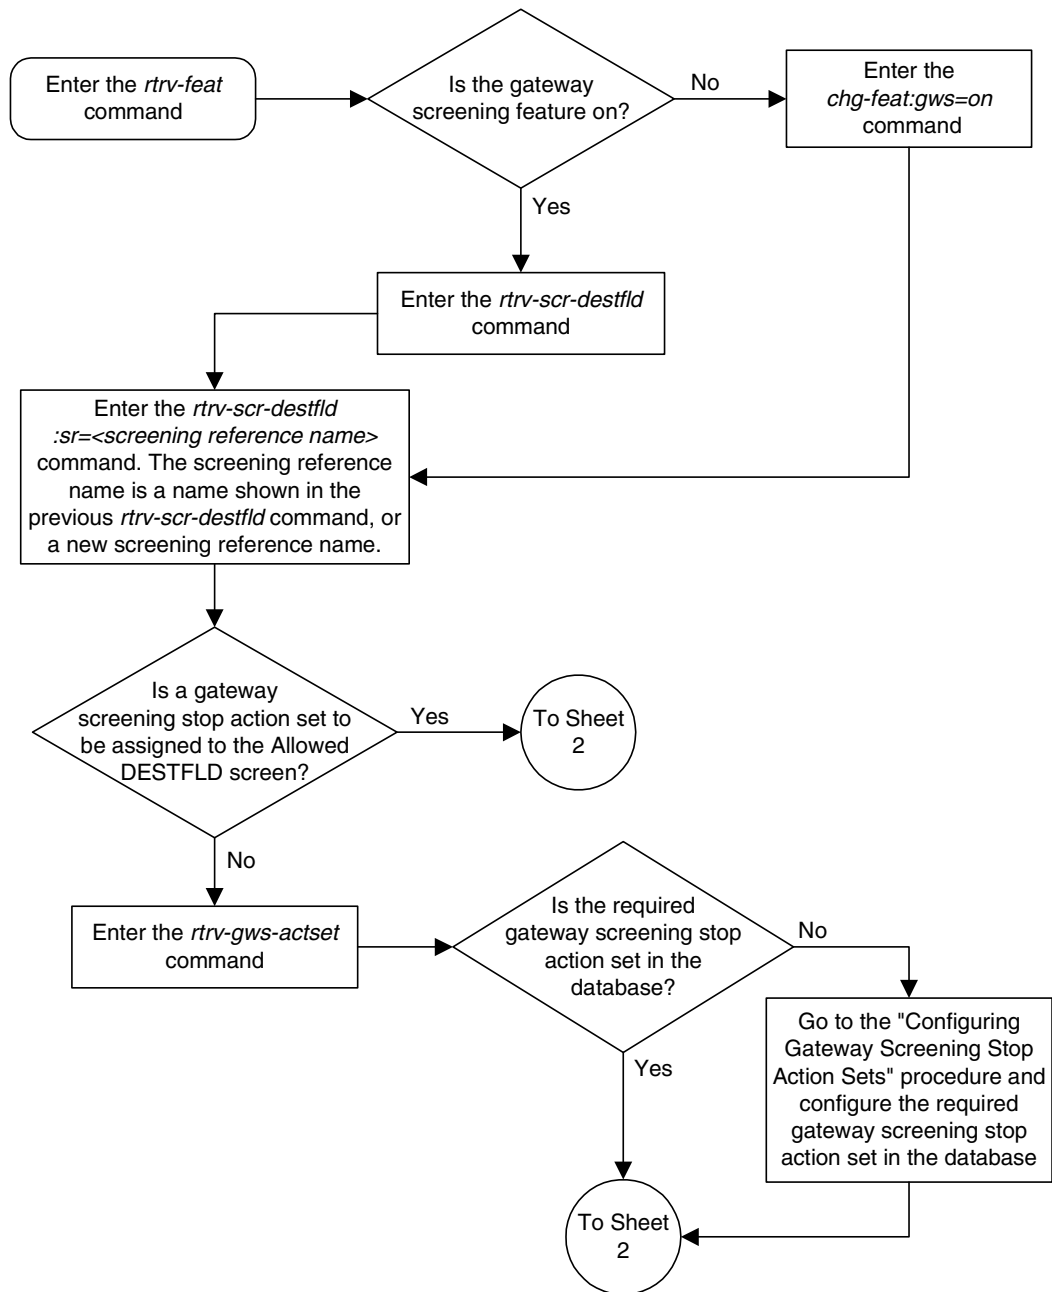 Enter the rtrv-feat
command
Is the gateway
screening feature on?
No
Enter the
chg-feat:gws=on
command
Yes
Enter the rtrv-scr-destfld
command
Enter the rtrv-scr-destfld
:sr=<screening reference name>
command. The screening reference
name is a name shown in the
previous rtrv-scr-destfld command, or
a new screening reference name.
Is a gateway
screening stop action set to
be assigned to the Allowed
DESTFLD screen?
Yes
To Sheet
2
No
Enter the rtrv-gws-actset
command
Is the required
gateway screening stop
action set in the
database?
No
Go to the "Configuring
Gateway Screening Stop
Action Sets" procedure and
configure the required
gateway screening stop
action set in the database
Yes
To Sheet
2